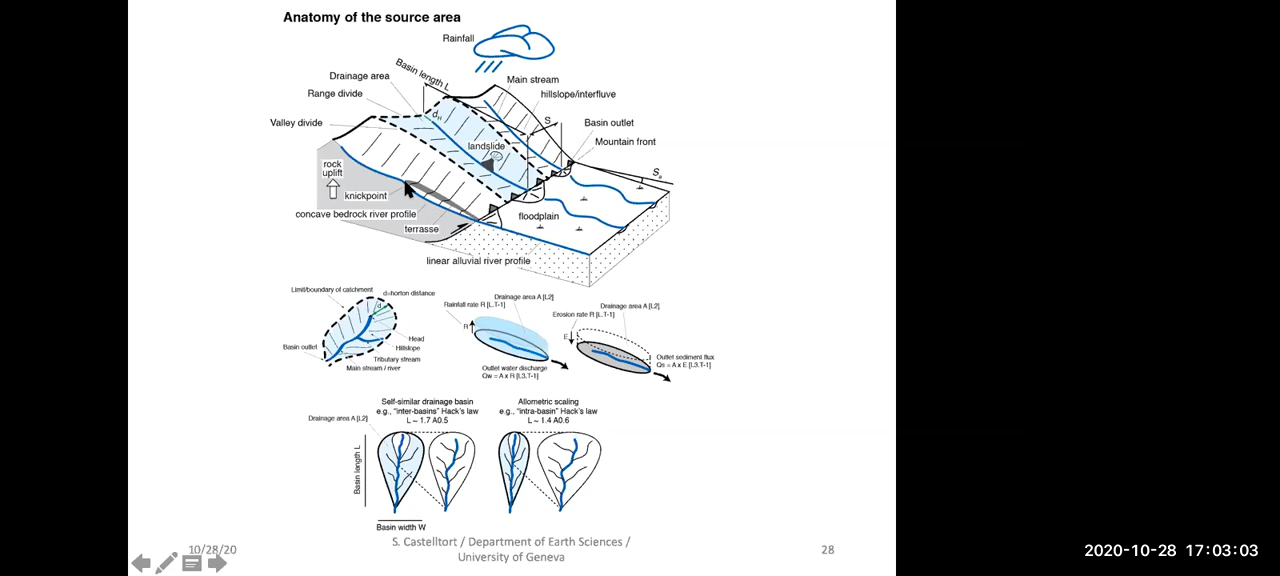 Anatomy of the source area
Rainfall
Basin length L
Drainage area
Main stream
Range divide
hillslope/interfluve
dH
S
Valley divide
Basin outlet
Mountain front
landslide
rock
uplift
Sa
knickpoint
concave bedrock river profile
floodplain
terrasse
linear alluvial river profile
Limit/boundary of catchment
d=horton distance
d
Head
Hillslope
Basin outlet
Tributary stream
Main stream / river
Drainage area A [L2]
Rainfall rate R [L.T-1]
R
Outlet water discharge
Qw = A x R [L3.T-1]
Drainage area A [L2]
Erosion rate R [L.T-1]
E
Outlet sediment flux
Qs = A x E [L3.T-1]
Self-similar drainage basin
e.g., "inter-basins" Hack's law
L ~ 1.7 A0.5
Allometric scaling
e.g., "intra-basin" Hack's law
L ~ 1.4 A0.6
Drainage area A [L2]
Basin length L
Basin width W
10/28/20
S. Castelltort / Department of Earth Sciences /
University of Geneva
28
2020-10-28 17:03:03